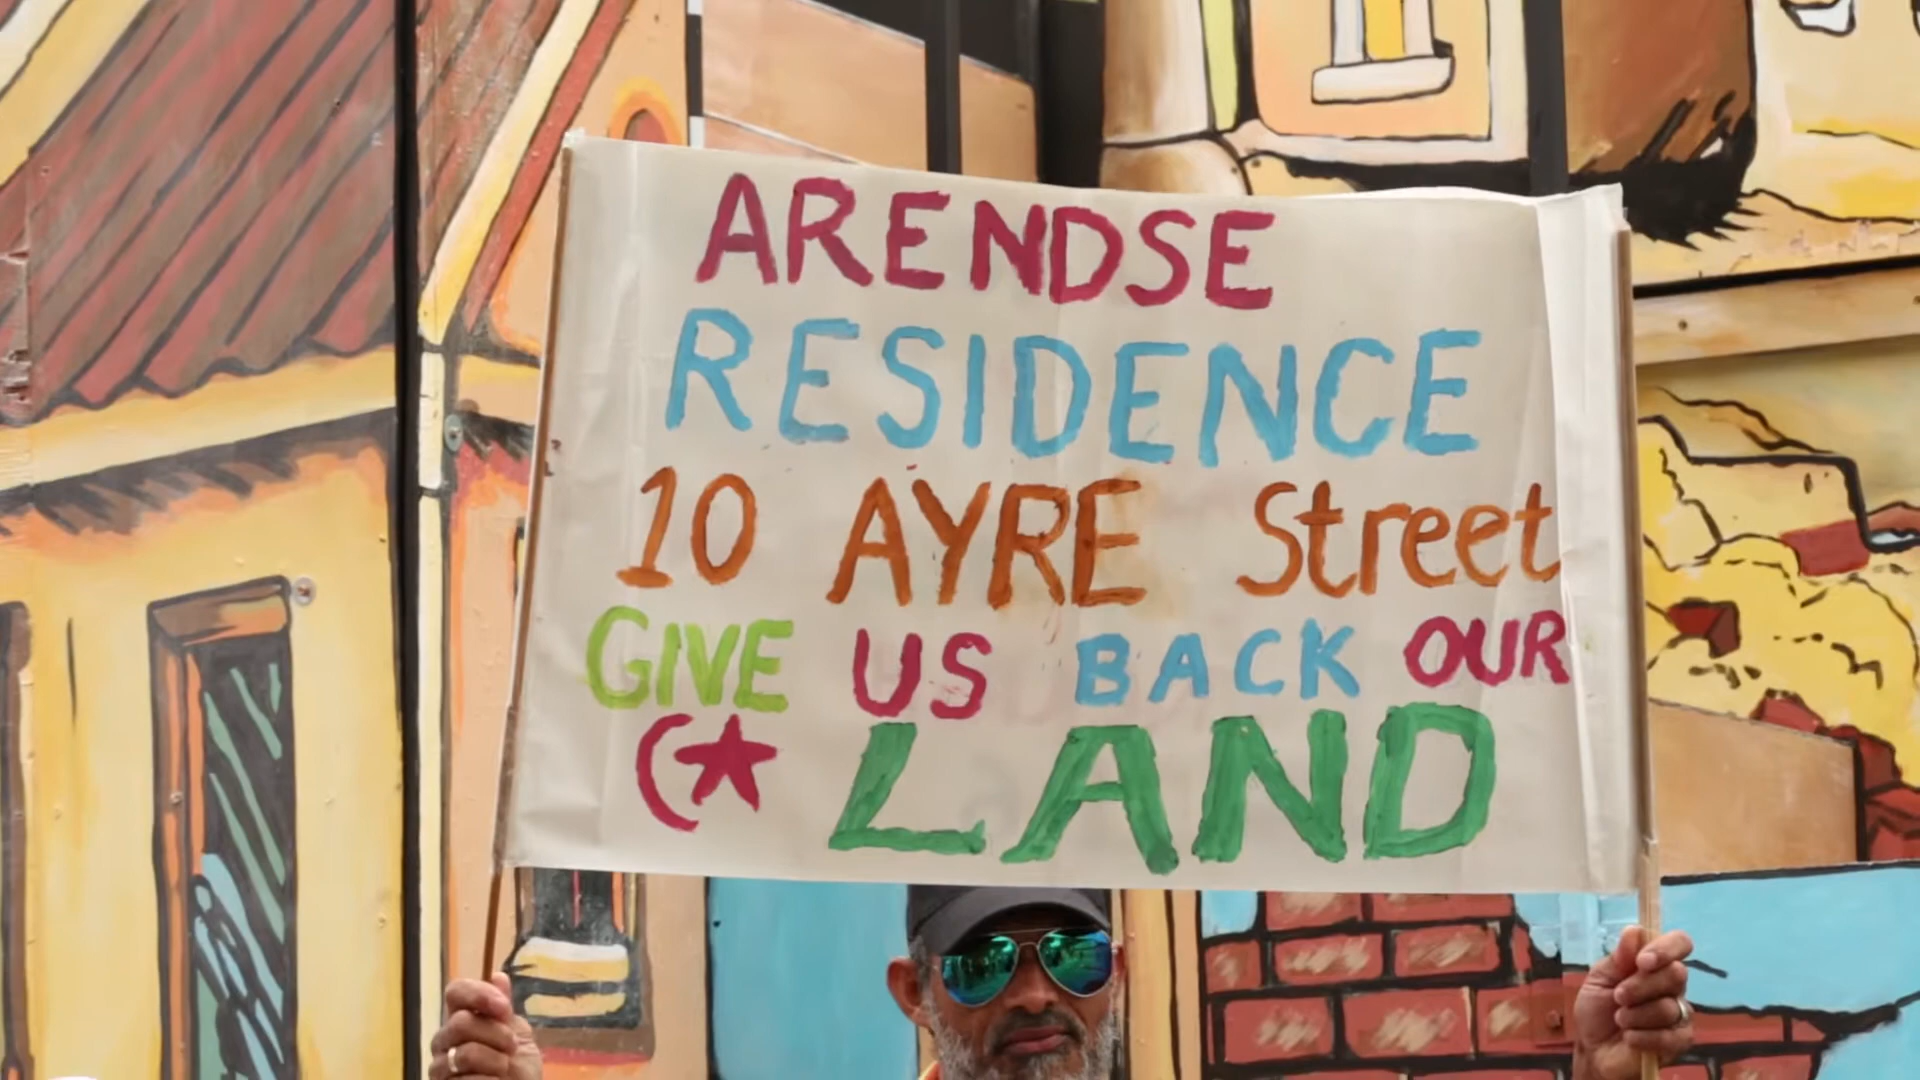 ARENDSE
RESIDENCE
10 AYRE Street
GIVE US BACK OUR
LAND